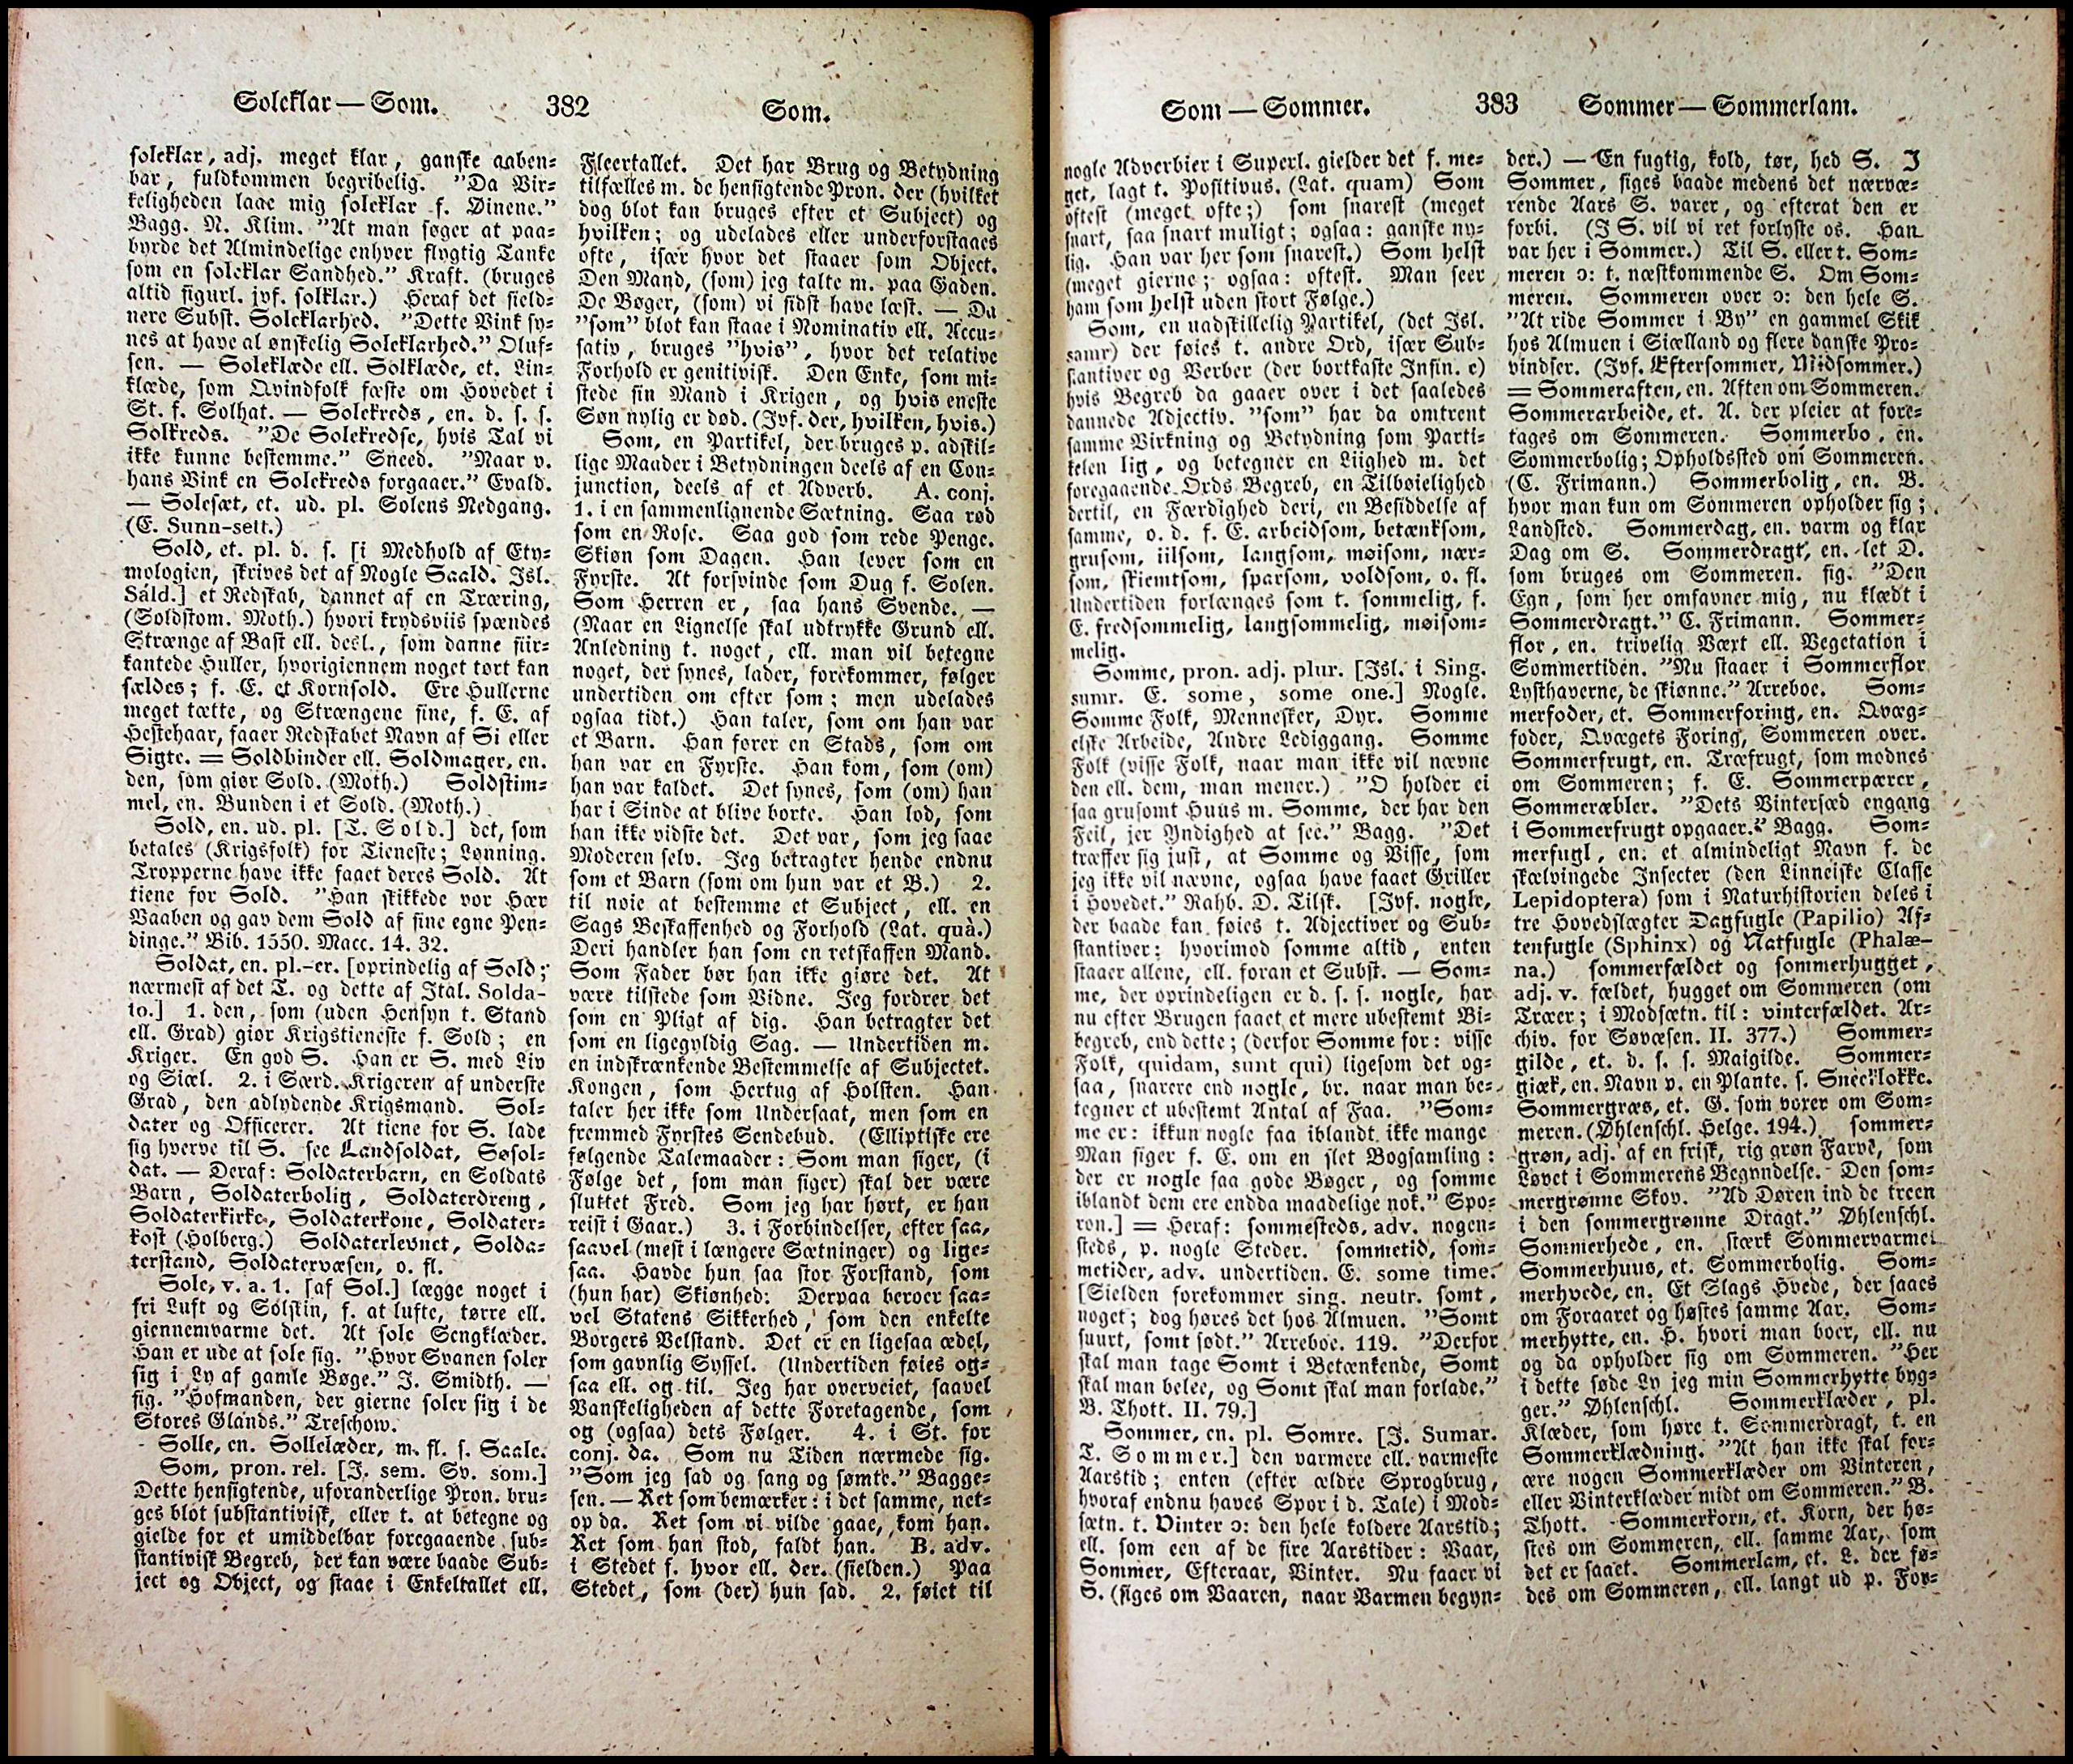 Soleklar — Som.
382
Som.
soleklar, adj. meget klar, ganske aaben-
bar, fuldkommen begribelig. "Da Vir-
keligheden laae mig soleklar f. Øinene."
Bagg. N. Klim. "At man søger at paa-
byrde det Almindelige enhver flygtig Tanke
som en soleklar Sandhed." Kraft. (bruges
altid figurl. jvf. solklar.) Heraf det sield-
nere Subst. Soleklarhed. "Dette Vink sy-
nes at have al ønskelig Soleklarhed." Oluf-
sen. — Soleklæde ell. Solklæde, et. Lin-
klæde, som Qvindfolk fæste om Hovedet i
St. f. Solhat. — Solekreds, en. d. s. s.
Solkreds. "De Solekredse, hvis Tal vi
ikke kunne bestemme." Sneed. "Naar v.
hans Vink en Solekreds forgaaer." Evald.
— Solesæt, et. ud. pl. Solens Nedgang.
(E. Sunn-sett.)
Sold, et. pl. d. s. [i Medhold af Ety-
mologien, skrives det af Nogle Saald. Isl.
Sáld.] et Redskab, dannet af en Træring,
(Soldstom. Moth.) hvori krydsviis spændes
Strænge af Bast ell. desl., som danne fiir-
kantede Huller, hvorigiennem noget tørt kan
sældes; f. E. et Kornsold. Ere Hullerne
meget tætte, og Strængene fine, f. E. af
Hestehaar, faaer Redskabet Navn af Si eller
Sigte. = Soldbinder ell. Soldmager, en.
den, som giør Sold. (Moth.) Soldstim-
mel, en. Bunden i et Sold. (Moth.)
Sold, en. ud. pl. [T. Sold.] det, som
betales (Krigsfolk) for Tieneste; Lønning.
Tropperne have ikke faaet deres Sold. At
tiene for Sold. "Han skikkede vor Hær
Vaaben og gav dem Sold af sine egne Pen-
dinge." Bib. 1550. Macc. 14. 32.
Soldat, en. pl.-er. [oprindelig af Sold;
nærmest af det T. og dette af Ital. Solda-
to.] 1. den, som (uden Hensyn t. Stand
ell. Grad) giør Krigstieneste f. Sold; en
Kriger. En god S. Han er S. med Liv
og Siæl. 2. i Særd. Krigeren af underste
Grad, den adlydende Krigsmand. Sol-
dater og Officerer. At tiene for S. lade
sig hverve til S. see Landsoldat, Søsol-
dat. — Deraf: Soldaterbarn, en Soldats
Barn, Soldaterbolig, Soldaterdreng,
Soldaterkirke, Soldaterkone, Soldater-
kost (Holberg.) Soldaterlevnet, Solda-
terstand, Soldatervæsen, o. fl.
Sole, v. a. 1. [af Sol.] lægge noget i
fri Luft og Solskin, f. at lufte, tørre ell.
giennemvarme det. At sole Sengklæder.
Han er ude at sole sig. "Hvor Svanen soler
sig i Ly af gamle Bøge." J. Smidth. —
fig. "Hofmanden, der gierne soler sig i de
Stores Glands." Treschow.
Solle, en. Sollelæder, m. fl. s. Saale.
Som, pron. rel. [J. sem. Sv. som.]
Dette hensigtende, uforanderlige Pron. bru-
ges blot substantivisk, eller t. at betegne og
gielde for et umiddelbar foregaaende sub-
stantivisk Begreb, der kan være baade Sub-
ject og Object, og staae i Enkeltallet ell.
Fleertallet. Det har Brug og Betydning
tilfælles m. de hensigtende Pron. der (hvilket
dog blot kan bruges efter et Subject) og
hvilken; og udelades eller underforstaaes
ofte, især hvor det staaer som Object.
Den Mand, (som) jeg talte m. paa Gaden.
De Bøger, (som) vi sidst have læst. — Da
"som" blot kan staae i Nominativ ell. Accu-
sativ, bruges "hvis", hvor det relative
Forhold er genitivisk. Den Enke, som mi-
stede sin Mand i Krigen, og hvis eneste
Søn nylig er død. (Jvf. der, hvilken, hvis.)
Som, en Partikel, der bruges p. adskil-
lige Maader i Betydningen deels af en Con-
junction, deels af et Adverb. A. conj.
1. i en sammenlignende Sætning. Saa rød
som en Rose. Saa god som rede Penge.
Skiøn som Dagen. Han lever som en
Fyrste. At forsvinde som Dug f. Solen.
Som Herren er, saa hans Svende. —
(Naar en Lignelse skal udtrykke Grund ell.
Anledning t. noget, ell. man vil betegne
noget, der synes, lader, forekommer, følger
undertiden om efter som; men udelades
ogsaa tidt.) Han taler, som om han var
et Barn. Han fører en Stads, som om
han var en Fyrste. Han kom, som (om)
han var kaldet. Det synes, som (om) han
har i Sinde at blive borte. Han lod, som
han ikke vidste det. Det var, som jeg saae
Moderen selv. Jeg betragter hende endnu
som et Barn (som om hun var et B.) 2.
til nøie at bestemme et Subject, ell. en
Sags Beskaffenhed og Forhold (Lat. quâ.)
Deri handler han som en retskaffen Mand.
Som Fader bør han ikke giøre det. At
være tilstede som Vidne. Jeg fordrer det
som en Pligt af dig. Han betragter det
som en ligegyldig Sag. — Undertiden m.
en indskrænkende Bestemmelse af Subjectet.
Kongen, som Hertug af Holsten. Han
taler her ikke som Undersaat, men som en
fremmed Fyrstes Sendebud. (Elliptiske ere
følgende Talemaader: Som man siger, (i
Følge det, som man siger) skal der være
sluttet Fred. Som jeg har hørt, er han
reist i Gaar.) 3. i Forbindelser, efter saa,
saavel (mest i længere Sætninger) og lige-
saa. Havde hun saa stor Forstand, som
(hun har) Skiønhed. Derpaa beroer saa-
vel Statens Sikkerhed, som den enkelte
Borgers Velstand. Det er en ligesaa ædel,
som gavnlig Syssel. (Undertiden føies og-
saa ell. og til. Jeg har overveiet, saavel
Vanskeligheden af dette Foretagende, som
og (ogsaa) dets Følger. 4. i St. for
conj. da. Som nu Tiden nærmede sig.
"Som jeg sad og sang og sømte." Bagge-
sen. — Ret som bemærker: i det samme, net-
op da. Ret som vi vilde gaae, kom han.
Ret som han stod, faldt han. B. adv.
i Stedet f. hvor ell. der. (sielden.) Paa
Stedet, som (der) hun sad. 2. føiet til
Som — Sommer.
383
Sommer — Sommerlam.
nogle Adverbier i Superl. gielder det f. me-
get, lagt t. Positivus. (Lat. quam) Som
oftest (meget ofte;) som snarest (meget
snart, saa snart muligt; ogsaa: ganske ny-
lig. Han var her som snarest.) Som helst
(meget gierne; ogsaa: oftest. Man seer
ham som helst uden stort Følge.)
Som, en uadskillelig Partikel, (det Isl.
samr) der føies t. andre Ord, især Sub-
stantiver og Verber (der bortkaste Infin. e)
hvis Begreb da gaaer over i det saaledes
dannede Adjectiv. "som" har da omtrent
samme Virkning og Betydning som Parti-
kelen lig, og betegner en Liighed m. det
foregaaende Ords Begreb, en Tilbøielighed
dertil, en Færdighed deri, en Besiddelse af
samme, o. d. f. E. arbeidsom, betænksom,
grusom, iilsom, langsom, møisom, nær-
som, skiemtsom, sparsom, voldsom, o. fl.
Undertiden forlænges som t. sommelig, f.
E. fredsommelig, langsommelig, møisom-
melig.
Somme, pron. adj. plur. [Isl. i Sing.
sumr. E. some, some one.] Nogle.
Somme Folk, Mennesker, Dyr. Somme
elske Arbeide, Andre Lediggang. Somme
Folk (visse Folk, naar man ikke vil nævne
den ell. dem, man mener.) "O holder ei
saa grusomt Huus m. Somme, der har den
Feil, jer Yndighed at see." Bagg. "Det
træffer sig just, at Somme og Visse, som
jeg ikke vil nævne, ogsaa have faaet Griller
i Hovedet." Rahb. D. Tilsk. [Jvf. nogle,
der baade kan føies t. Adjectiver og Sub-
stantiver; hvorimod somme altid, enten
staaer allene, ell. foran et Subst. — Som-
me, der oprindeligen er d. s. s. nogle, har
nu efter Brugen faaet et mere ubestemt Bi-
begreb, end dette; (derfor Somme for: visse
Folk, quidam, sunt qui) ligesom det og-
saa, snarere end nogle, br. naar man be-
tegner et ubestemt Antal af Faa. "Som-
me er: ikkun nogle faa iblandt ikke mange
Man siger f. E. om en slet Bogsamling:
der er nogle faa gode Bøger, og somme
iblandt dem ere endda maadelige nok." Spo-
ron.] = Heraf: sommesteds, adv. nogen-
steds, p. nogle Steder. sommetid, som-
metider, adv. undertiden. E. some time.
[Sielden forekommer sing. neutr. somt,
noget; dog høres det hos Almuen. "Somt
suurt, somt sødt." Arreboe. 119. "Derfor
skal man tage Somt i Betænkende, Somt
skal man belee, og Somt skal man forlade."
B. Thott. II. 79.]
Sommer, en. pl. Somre. [J. Sumar.
T. Sommer.] den varmere ell. varmeste
Aarstid; enten (efter ældre Sprogbrug,
hvoraf endnu haves Spor i d. Tale) i Mod-
sætn. t. Vinter ɔ: den hele koldere Aarstid;
ell. som een af de fire Aarstider: Vaar,
Sommer, Efteraar, Vinter. Nu faaer vi
S. (siges om Vaaren, naar Varmen begyn-
der.) — En fugtig, kold, tør, hed S. I
Sommer, siges baade medens det nærvæ-
rende Aars S. varer, og efterat den er
forbi. (I S. vil vi ret forlyste os. Han
var her i Sommer.) Til S. eller t. Som-
meren ɔ: t. næstkommende S. Om Som-
meren. Sommeren over ɔ: den hele S.
"At ride Sommer i By" en gammel Skik
hos Almuen i Siælland og flere danske Pro-
vindser. (Jvf. Eftersommer, Midsommer.)
= Sommeraften, en. Aften om Sommeren.
Sommerarbeide, et. A. der pleier at fore-
tages om Sommeren. Sommerbo, en.
Sommerbolig; Opholdssted om Sommeren.
(C. Frimann.) Sommerbolig, en. B.
hvor man kun om Sommeren opholder sig;
Landsted. Sommerdag, en. varm og klar
Dag om S. Sommerdragt, en. let D.
som bruges om Sommeren. fig. "Den
Egn, som her omfavner mig, nu klædt i
Sommerdragt." C. Frimann. Sommer-
flor, en. trivelig Væxt ell. Vegetation i
Sommertiden. "Nu staaer i Sommerflor
Lysthaverne, de skiønne." Arreboe. Som-
merfoder, et. Sommerforing, en. Qvæg-
foder, Qvægets Foring, Sommeren over.
Sommerfrugt, en. Træfrugt, som modnes
om Sommeren; f. E. Sommerpærer,
Sommeræbler. "Dets Vintersæd engang
i Sommerfrugt opgaaer." Bagg. Som-
merfugl, en. et almindeligt Navn f. de
skælvingede Insecter (den Linneiske Classe
Lepidoptera) som i Naturhistorien deles i
tre Hovedslægter Dagfugle (Papilio) Af-
tenfugle (Sphinx) og Natfugle (Phalæ-
na.) sommerfældet og sommerhugget,
adj. v. fældet, hugget om Sommeren (om
Træer; i Modsætn. til: vinterfældet. Ar-
chiv. for Søvæsen. II. 377.) Sommer-
gilde, et. d. s. s. Maigilde. Sommer-
giæk, en. Navn v. en Plante. s. Sneeklokke.
Sommergræs, et. G. som voxer om Som-
meren. (Øhlenschl. Helge. 194.) sommer-
grøn, adj. af en frisk, rig grøn Farve, som
Løvet i Sommerens Begyndelse. Den som-
mergrønne Skov. "Ad Døren ind de treen
i den sommergrønne Dragt." Øhlenschl.
Sommerhede, en. stærk Sommervarme.
Sommerhuus, et. Sommerbolig. Som-
merhvede, en. Et Slags Hvede, der saaes
om Foraaret og høstes samme Aar. Som-
merhytte, en. H. hvori man boer, ell. nu
og da opholder sig om Sommeren. "Her
i dette søde Ly jeg min Sommerhytte byg-
ger." Øhlenschl. Sommerklæder, pl.
Klæder, som høre t. Sommerdragt, t. en
Sommerklædning. "At han ikke skal for-
ære nogen Sommerklæder om Vinteren,
eller Vinterklæder midt om Sommeren." B.
Thott. Sommerkorn, et. Korn, der hø-
stes om Sommeren, ell. samme Aar, som
det er saaet. Sommerlam, et. L. der fø-
des om Sommeren, ell. langt ud p. For-